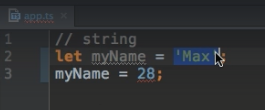 app.ts ×
1 // string
2 let myName = 'Max';
3 myName = 28;